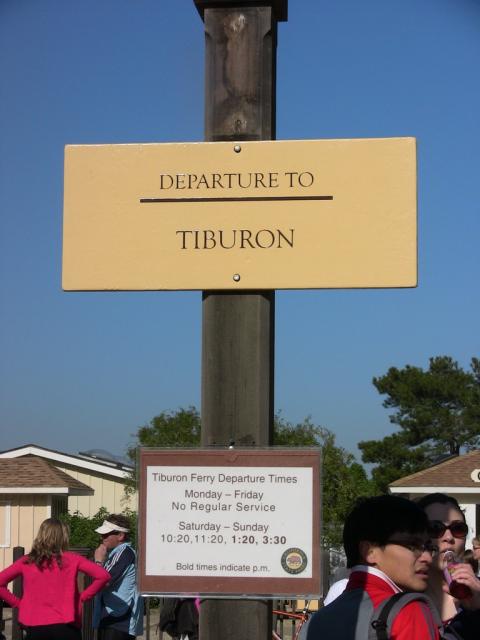 DEPARTURE TO
TIBURON
Tiburon Ferry Departure Times
Monday – Friday
No Regular Service
Saturday – Sunday
10:20,11:20, 1:20, 3:30
Bold times indicate p.m.